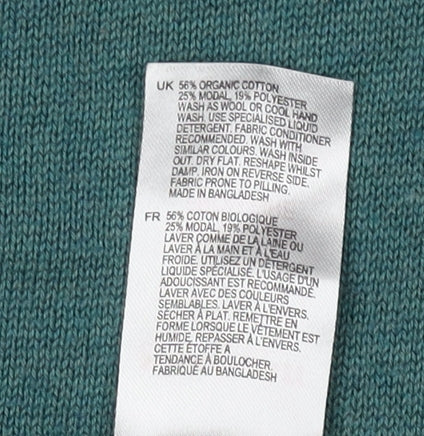 UK 56% ORGANIC COTTON
25% MODAL, 19% POLYESTER
WASH AS WOOL OR COOL HAND
WASH. USE SPECIALISED LIQUID
DETERGENT. FABRIC CONDITIONER
RECOMMENDED. WASH WITH
SIMILAR COLOURS. WASH INSIDE
OUT. DRY FLAT. RESHAPE WHILST
DAMP. IRON ON REVERSE SIDE.
FABRIC PRONE TO PILLING.
MADE IN BANGLADESH
FR 56% COTON BIOLOGIQUE
25% MODAL, 19% POLYESTER
LAVER COMME DE LA LAINE OU
LAVER À LA MAIN ET À L'EAU
FROIDE. UTILISEZ UN DÉTERGENT
LIQUIDE SPÉCIALISÉ. L'USAGE D'UN
ADOUCISSANT EST RECOMMANDÉ.
LAVER AVEC DES COULEURS
SEMBLABLES. LAVER À L'ENVERS.
SÉCHER À PLAT. REMETTRE EN
FORME LORSQUE LE VÊTEMENT EST
HUMIDE. REPASSER À L'ENVERS.
CETTE ÉTOFFE A
TENDANCE À BOULOCHER.
FABRIQUÉ AU BANGLADESH